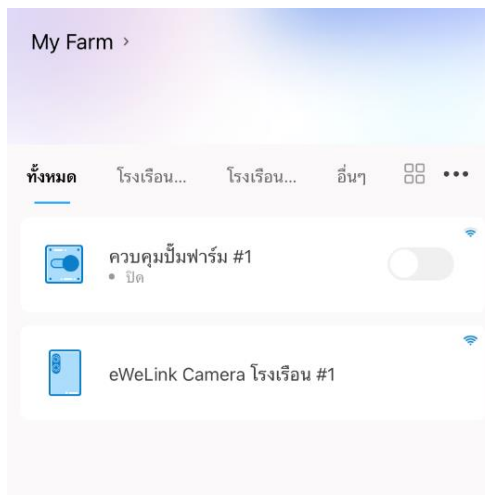 My Farm >
ทั้งหมด โรงเรือน... โรงเรือน... อื่นๆ
ควบคุมปั๊มฟาร์ม #1
ปิด
eWeLink Camera โรงเรือน #1